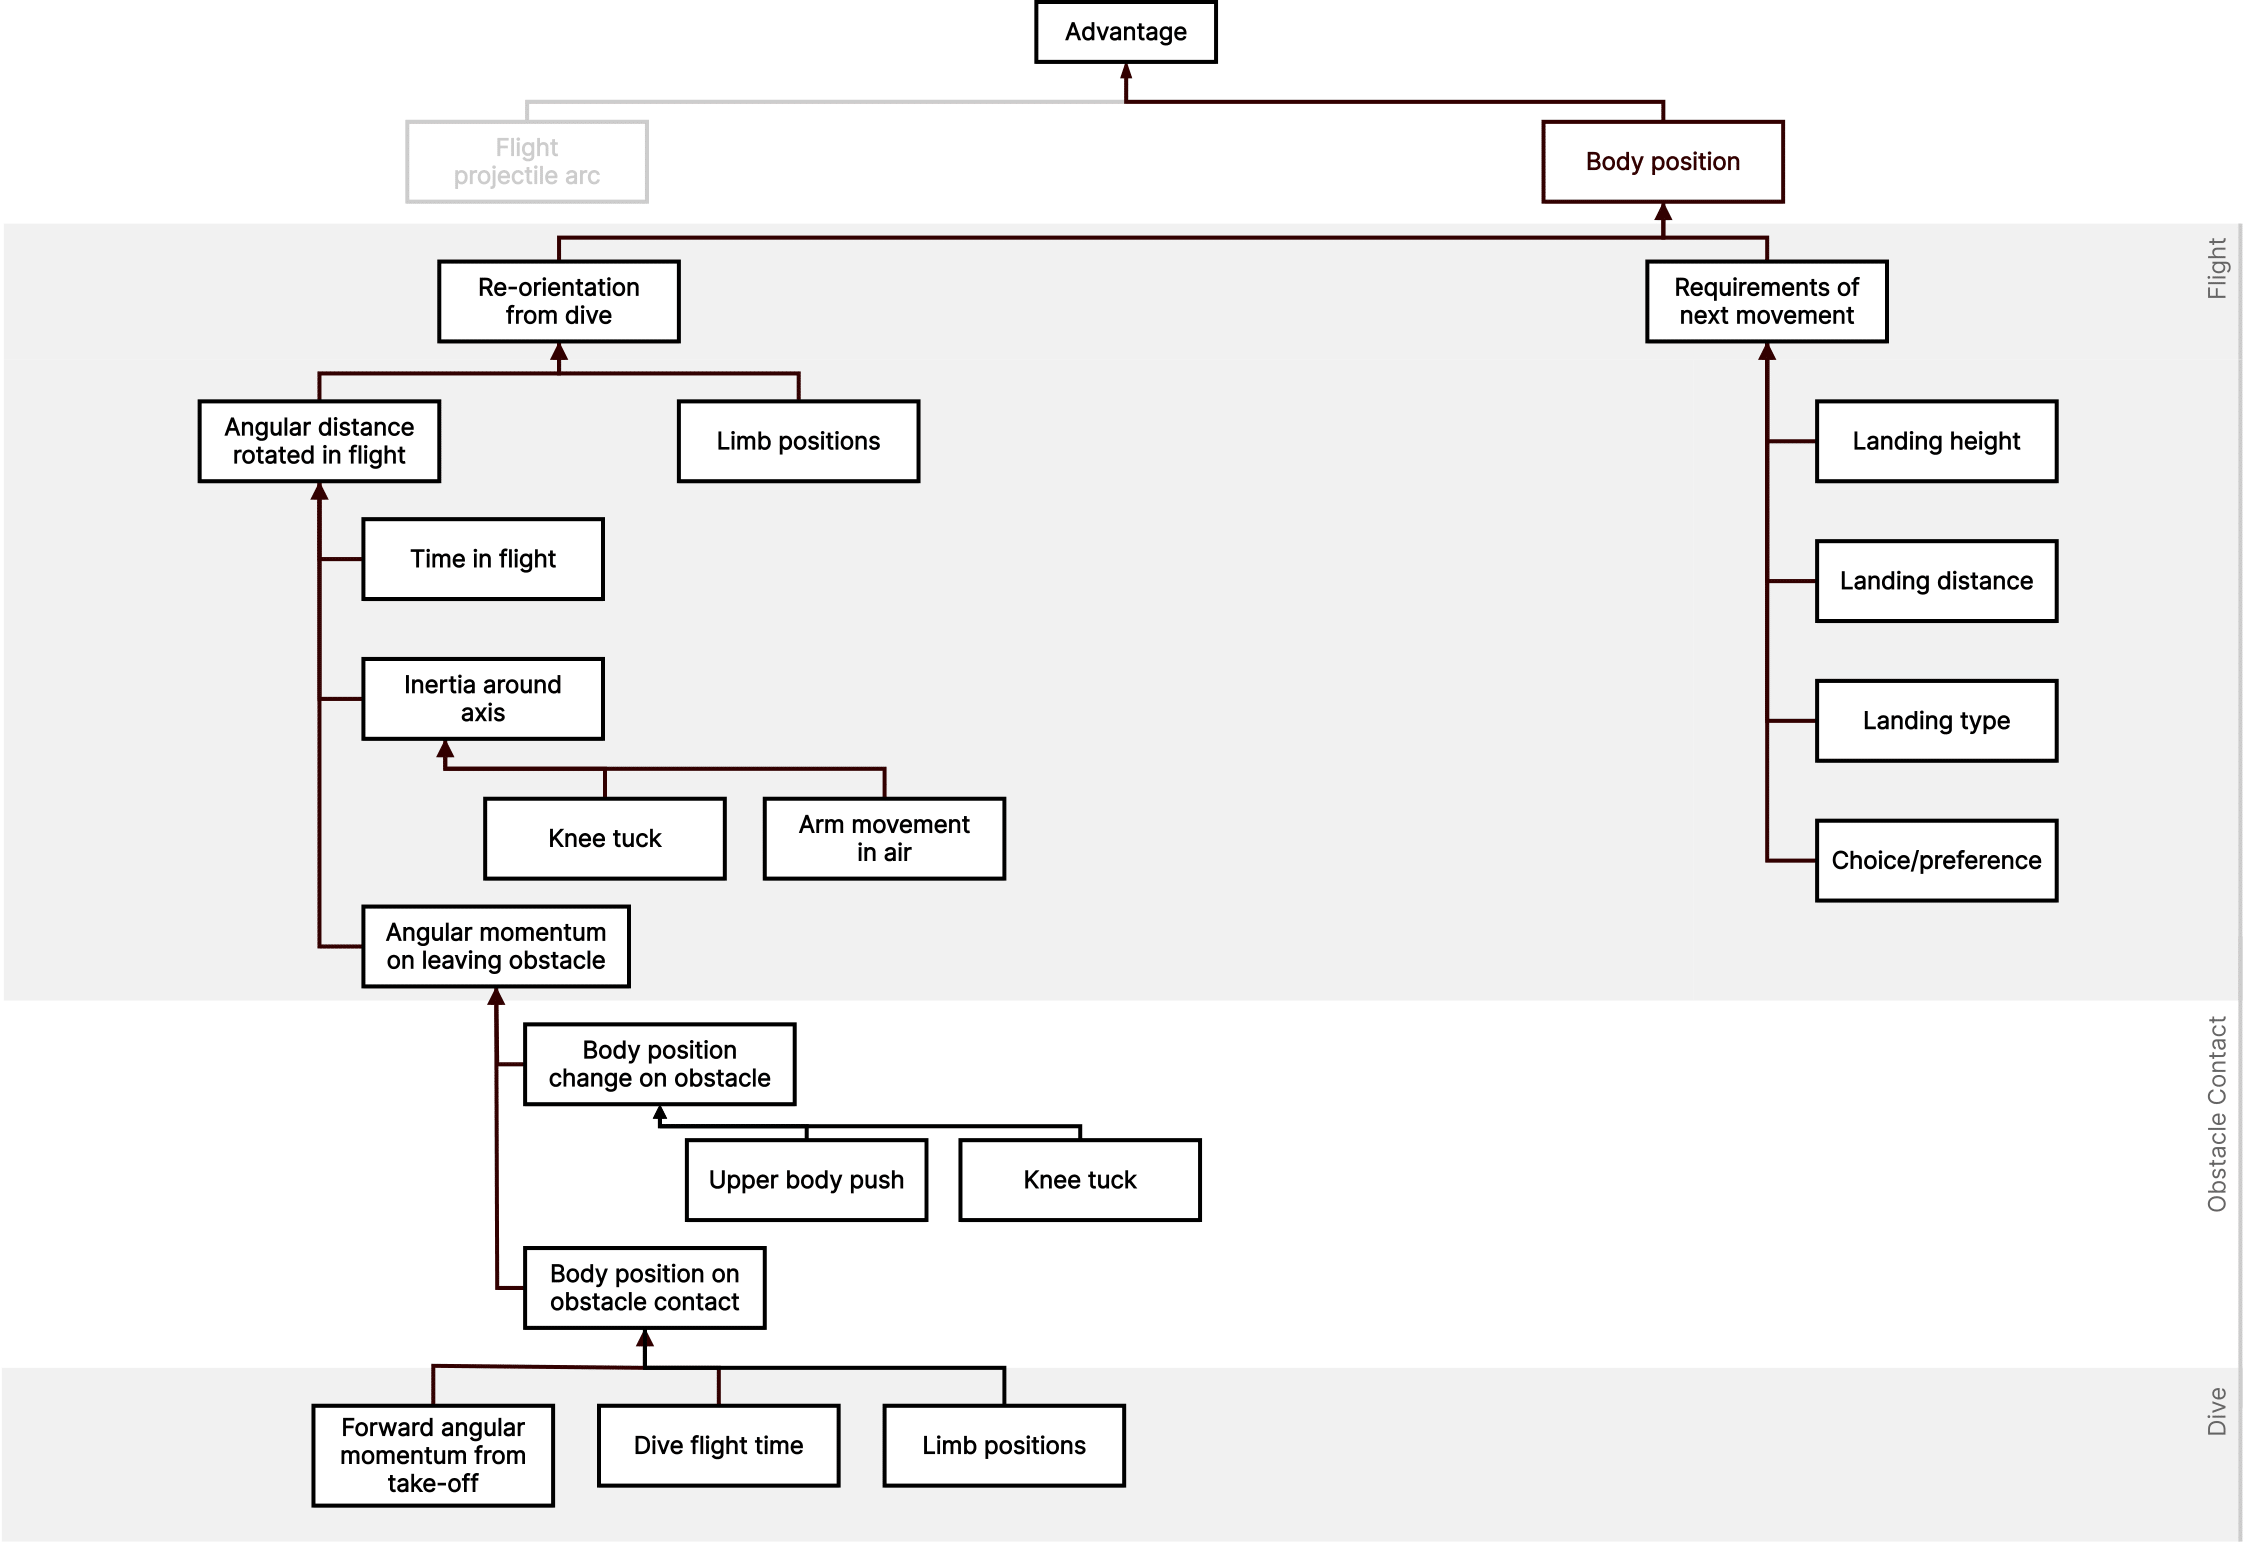 Advantage
Flight
projectile arc
Body position
Flight
Re-orientation
from dive
Requirements of
next movement
Angular distance
rotated in flight
Limb positions
Landing height
Time in flight
Landing distance
Inertia around
axis
Landing type
Knee tuck
Arm movement
in air
Choice/preference
Angular momentum
on leaving obstacle
Obstacle Contact
Body position
change on obstacle
Upper body push
Knee tuck
Body position on
obstacle contact
Dive
Forward angular
momentum from
take-off
Dive flight time
Limb positions